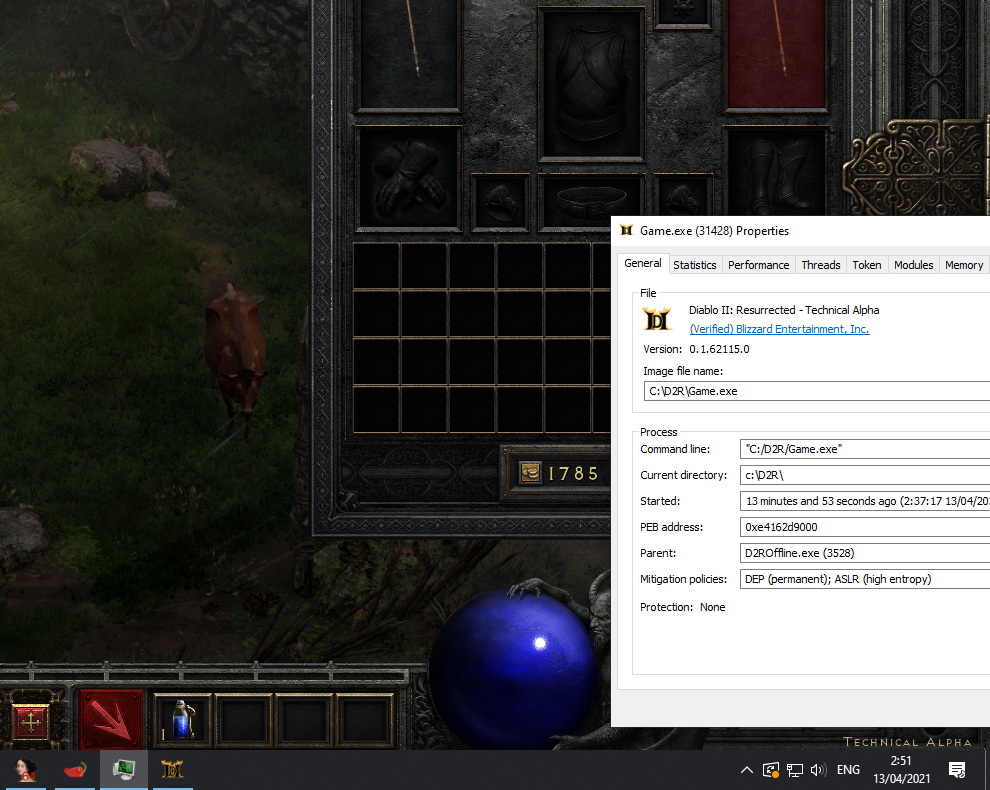 Game.exe (31428) Properties
General Statistics Performance Threads Token Modules Memory
File
Diablo II: Resurrected - Technical Alpha
(Verified) Blizzard Entertainment, Inc.
Version: 0.1.62115.0
Image file name:
C:\D2R\Game.exe
Process
Command line: "C:/D2R/Game.exe"
Current directory: c:\D2R\
Started: 13 minutes and 53 seconds ago (2:37:17 13/04/20
PEB address: 0xe4162d9000
Parent: D2ROffline.exe (3528)
Mitigation policies: DEP (permanent); ASLR (high entropy)
Protection: None
1785
1
Technical Alpha
ENG
2:51
13/04/2021